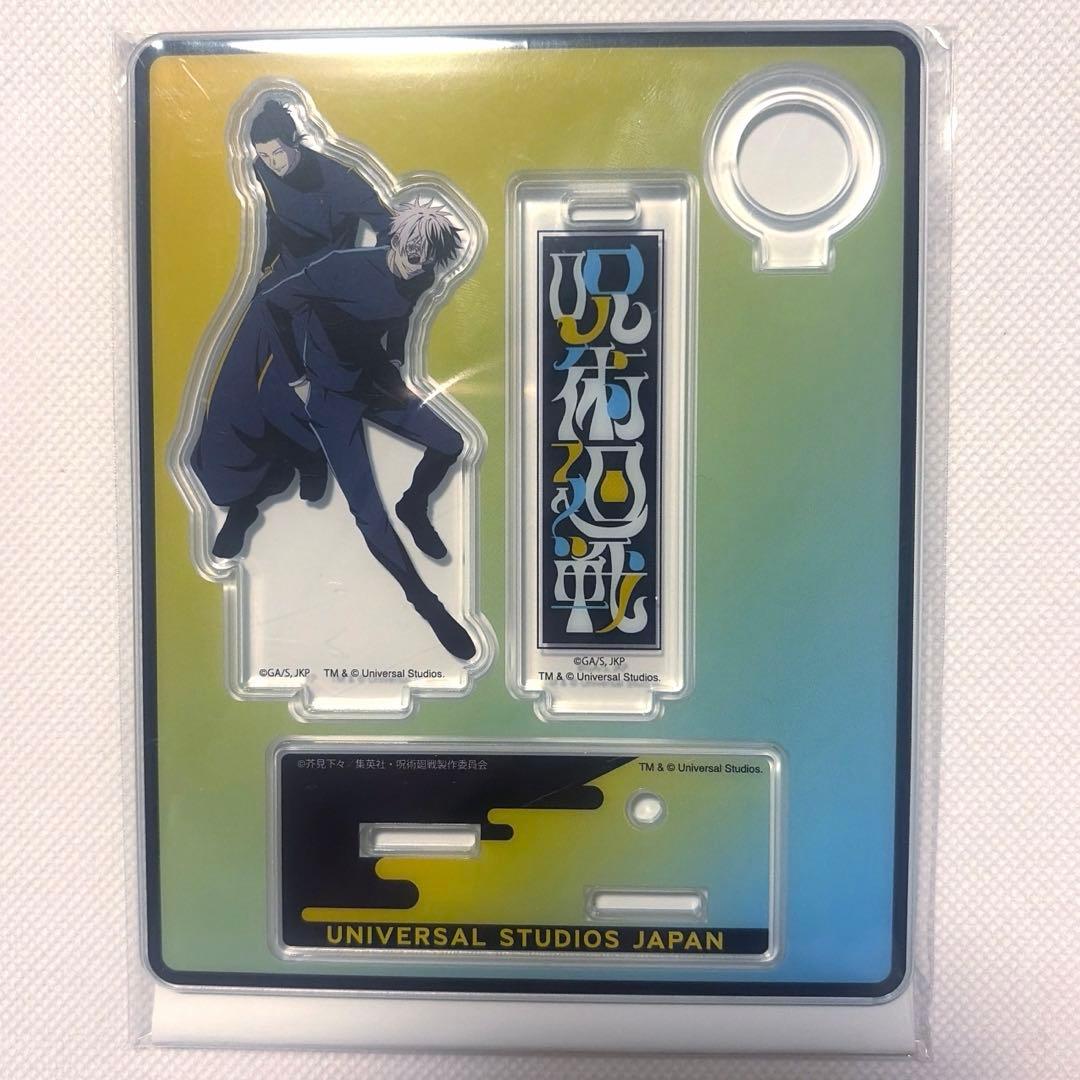 呪術廻戦
©GA/S, JKP TM & © Universal Studios.
©GA/S, JKP
TM & © Universal Studios.
©芥見下々/集英社・呪術廻戦製作委員会
TM & © Universal Studios.
UNIVERSAL STUDIOS JAPAN